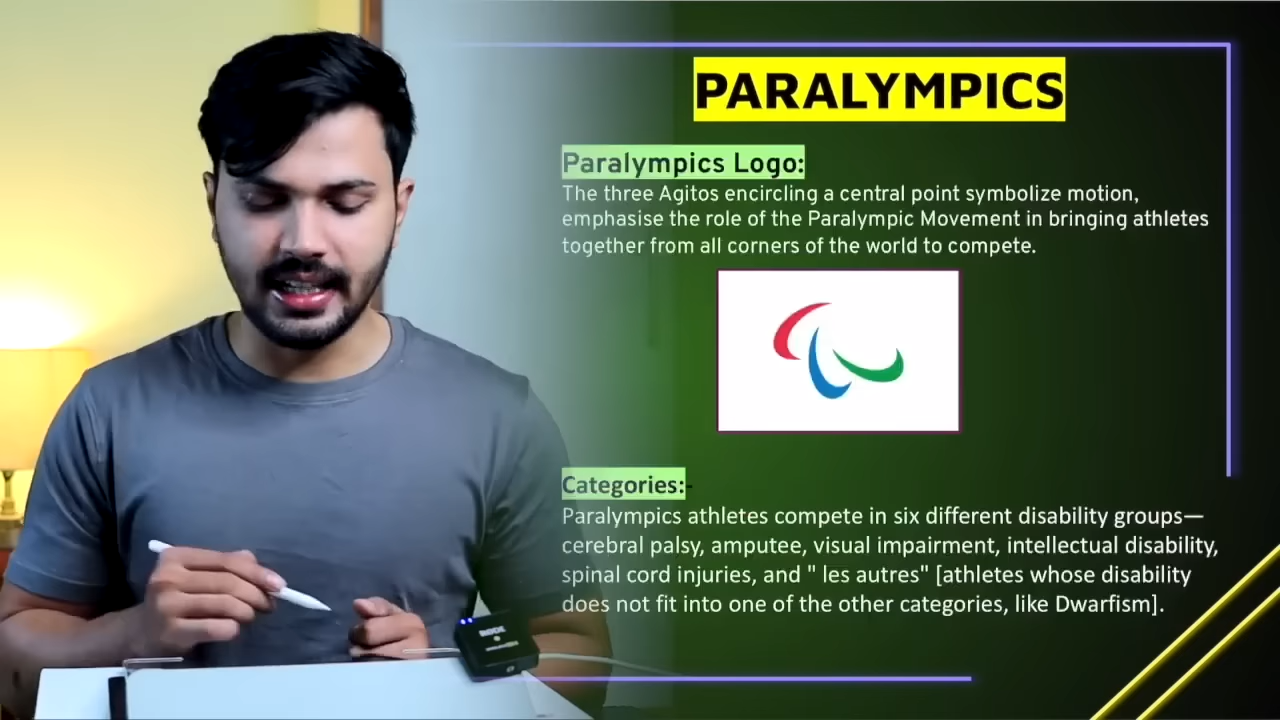 PARALYMPICS
Paralympics Logo:
The three Agitos encircling a central point symbolize motion,
emphasise the role of the Paralympic Movement in bringing athletes
together from all corners of the world to compete.
Categories:-
Paralympics athletes compete in six different disability groups—
cerebral palsy, amputee, visual impairment, intellectual disability,
spinal cord injuries, and " les autres" [athletes whose disability
does not fit into one of the other categories, like Dwarfism].
RODE